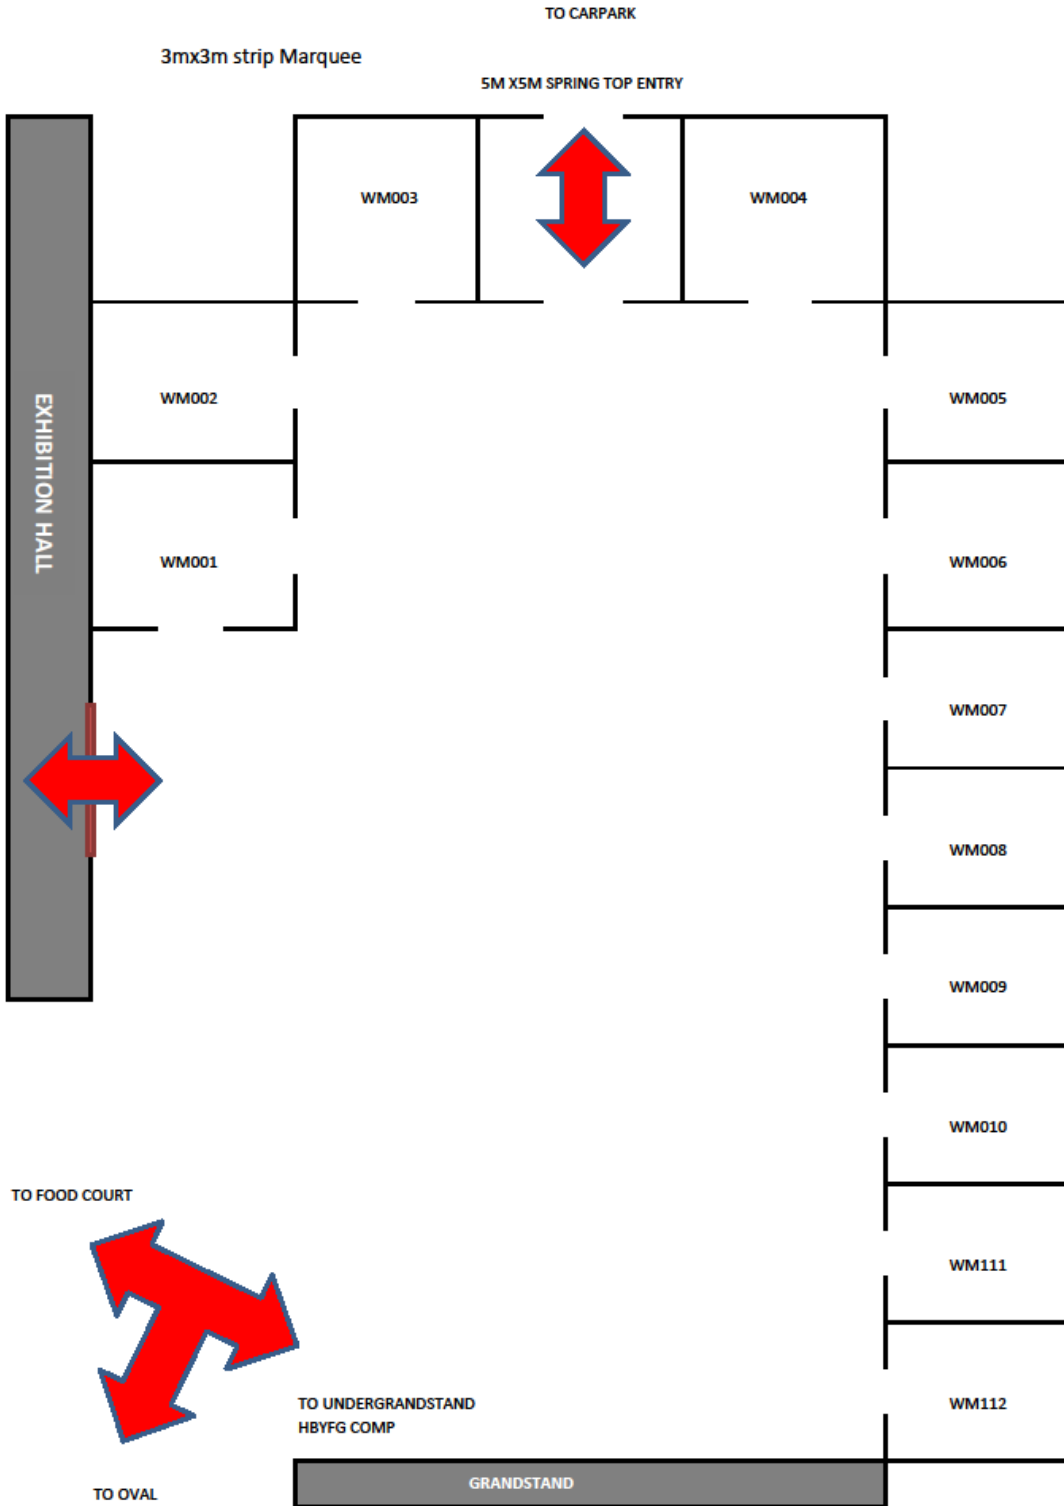 TO CARPARK
3mx3m strip Marquee
5M X5M SPRING TOP ENTRY
WM003
WM004
EXHIBITION HALL
WM002
WM005
WM001
WM006
WM007
WM008
WM009
WM010
TO FOOD COURT
WM111
TO UNDERGRANDSTAND
HBYFG COMP
WM112
GRANDSTAND
TO OVAL